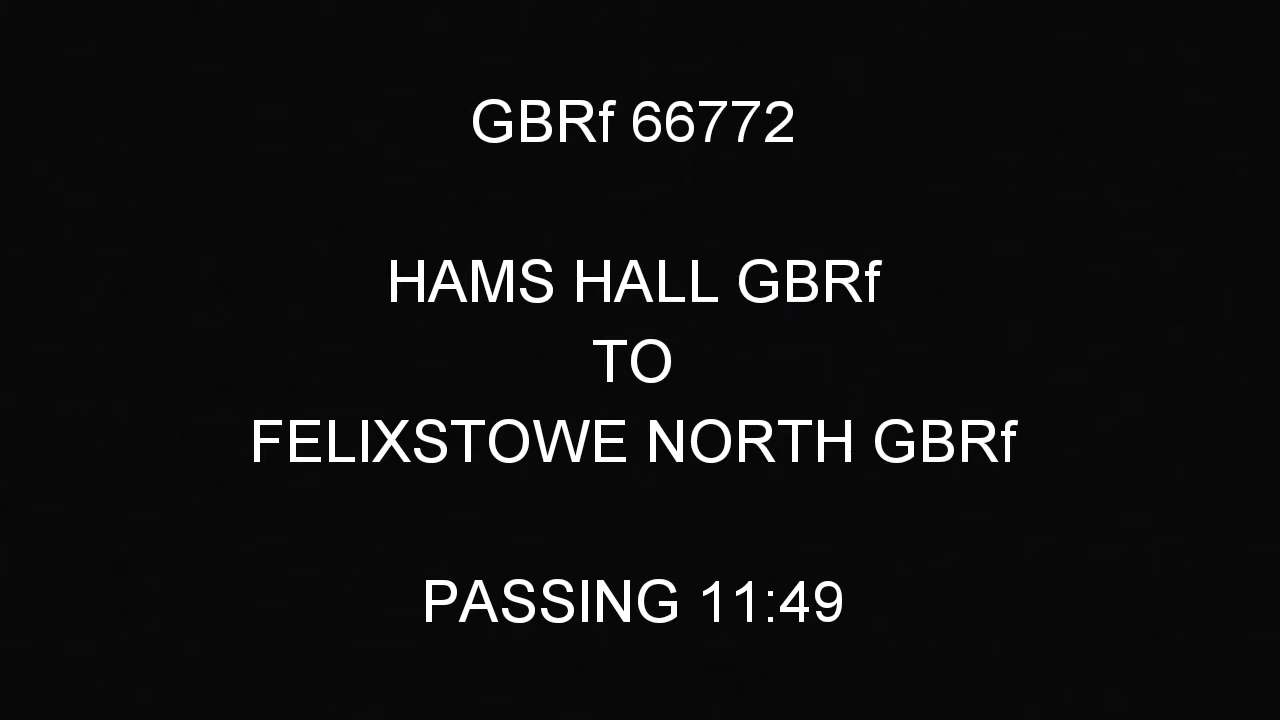 GBRf 66772
HAMS HALL GBRf
TO
FELIXSTOWE NORTH GBRf
PASSING 11:49